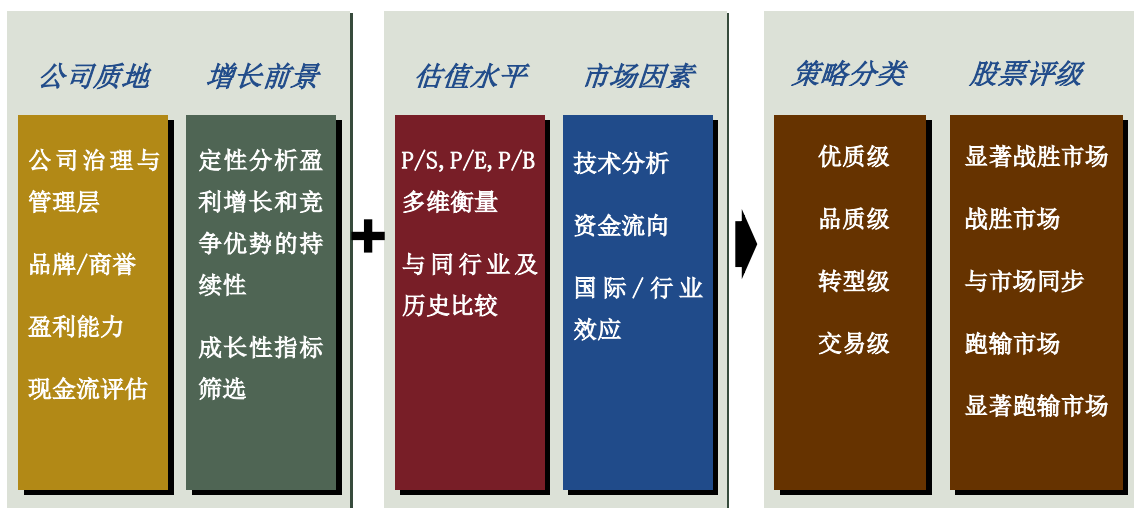 公司质地
公司治理与
管理层
品牌/商誉
盈利能力
现金流评估
增长前景
定性分析盈
利增长和竞
争优势的持
续性
成长性指标
筛选
估值水平
P/S, P/E, P/B
多维衡量
与同行业及
历史比较
市场因素
技术分析
资金流向
国际/行业
效应
策略分类
优质级
品质级
转型级
交易级
股票评级
显著战胜市场
战胜市场
与市场同步
跑输市场
显著跑输市场